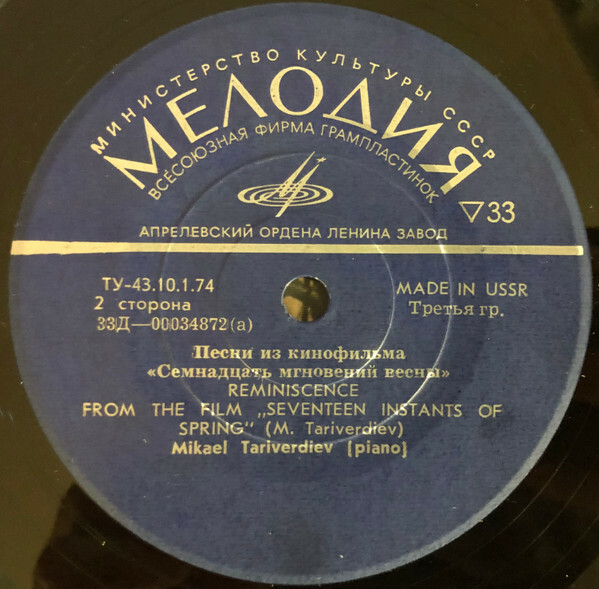 МИНИСТЕРСТВО КУЛЬТУРЫ СССР
МЕЛОДИЯ
ВСЕСОЮЗНАЯ ФИРМА ГРАМПЛАСТИНОК
▽33
АПРЕЛЕВСКИЙ ОРДЕНА ЛЕНИНА ЗАВОД
ТУ-43.10.1.74
2 сторона
33Д—00034872(а)
MADE IN USSR
Третья гр.
Песни из кинофильма
«Семнадцать мгновений весны»
REMINISCENCE
FROM THE FILM „SEVENTEEN INSTANTS OF
SPRING" (M. Tariverdiev)
Mikael Tariverdiev [piano]